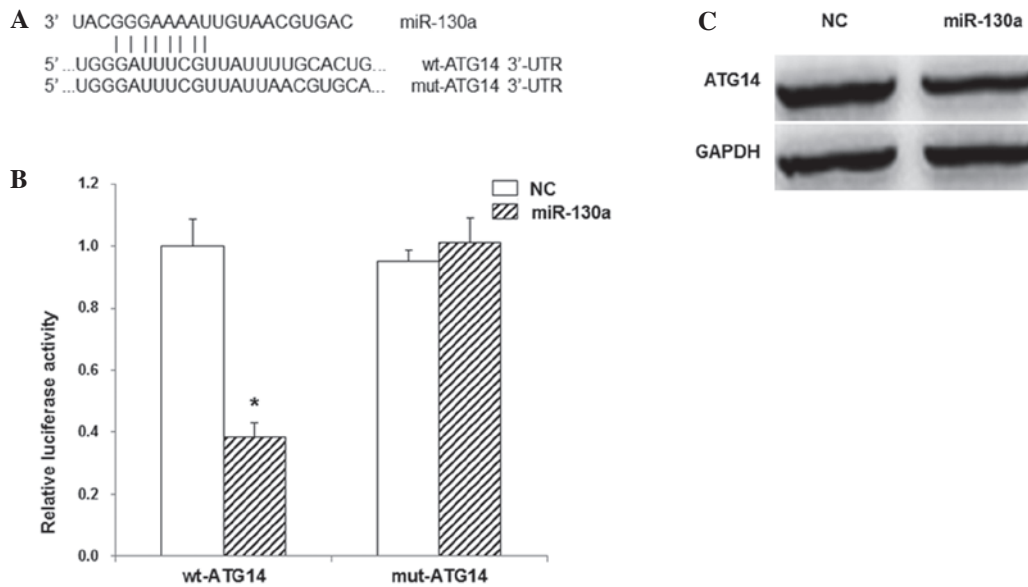 A
3' UACGGGAAAAUUGUAACGUGAC miR-130a
5' ...UGGGAUUUCGUUAUUUUGCACUG... wt-ATG14 3'-UTR
5' ...UGGGAUUUCGUUAUUAACGUGCA... mut-ATG14 3'-UTR
B
Relative luciferase activity
1.2
1.0
0.8
0.6
0.4
0.2
0.0
NC
miR-130a
*
wt-ATG14 mut-ATG14
C
NC miR-130a
ATG14
GAPDH